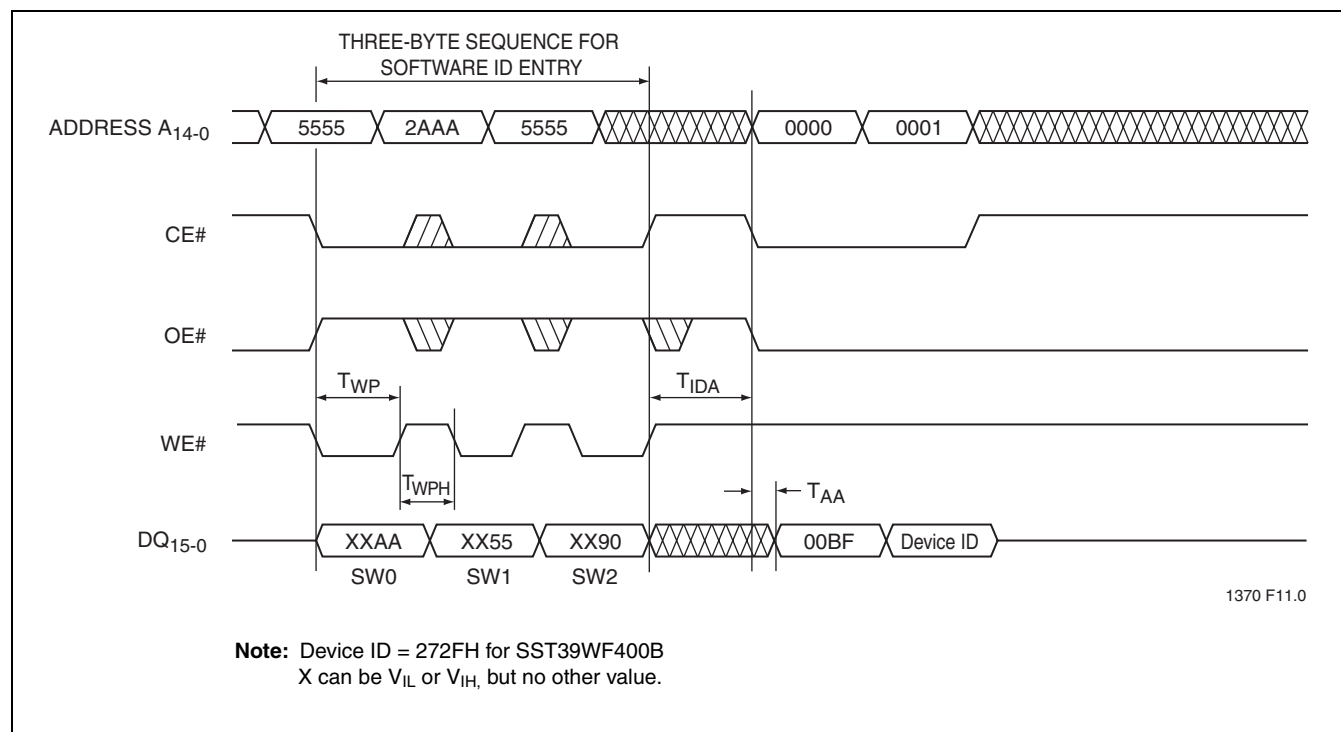 THREE-BYTE SEQUENCE FOR
SOFTWARE ID ENTRY
ADDRESS A14-0
5555
2AAA
5555
0000
0001
CE#
OE#
TWP
TIDA
WE#
TWPH
TAA
DQ15-0
XXAA
XX55
XX90
00BF
Device ID
SW0
SW1
SW2
1370 F11.0
Note: Device ID = 272FH for SST39WF400B
X can be VIL or VIH, but no other value.